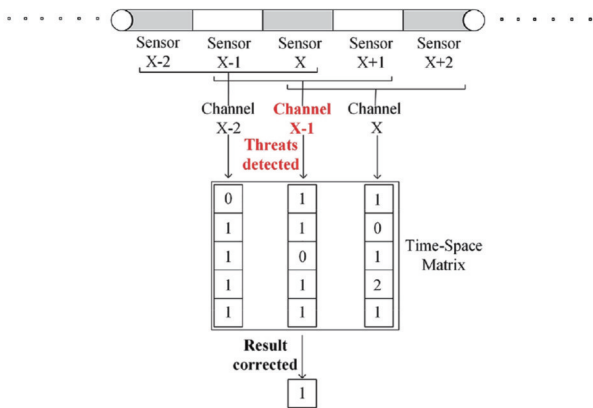 Sensor Sensor Sensor Sensor Sensor
X-2 X-1 X X+1 X+2
Channel Channel Channel
X-2 X-1 X
Threats
detected
0 1 1
1 1 0
1 0 1
1 1 2
1 1 1
Time-Space
Matrix
Result
corrected
1